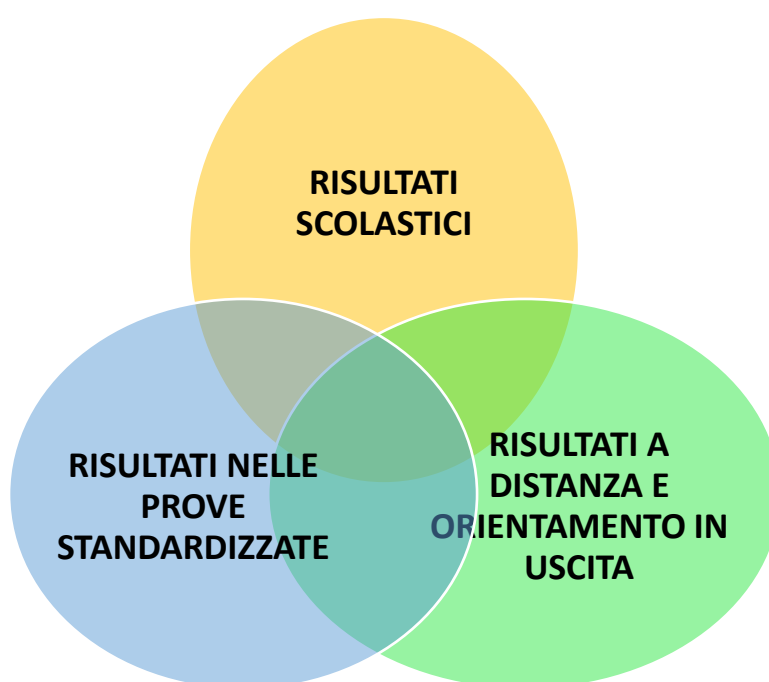 RISULTATI
SCOLASTICI
RISULTATI NELLE
PROVE
STANDARDIZZATE
RISULTATI A
DISTANZA E
ORIENTAMENTO IN
USCITA